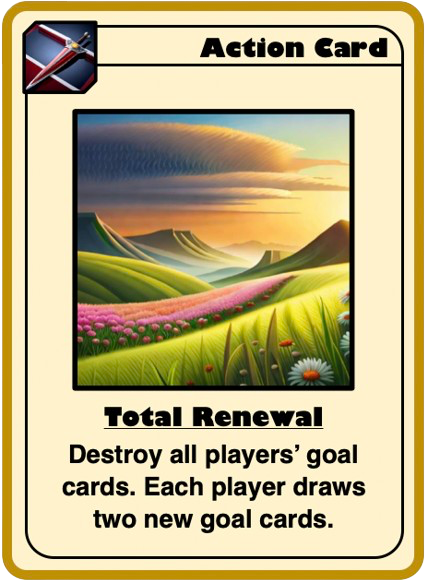 Action Card
Total Renewal
Destroy all players’ goal
cards. Each player draws
two new goal cards.